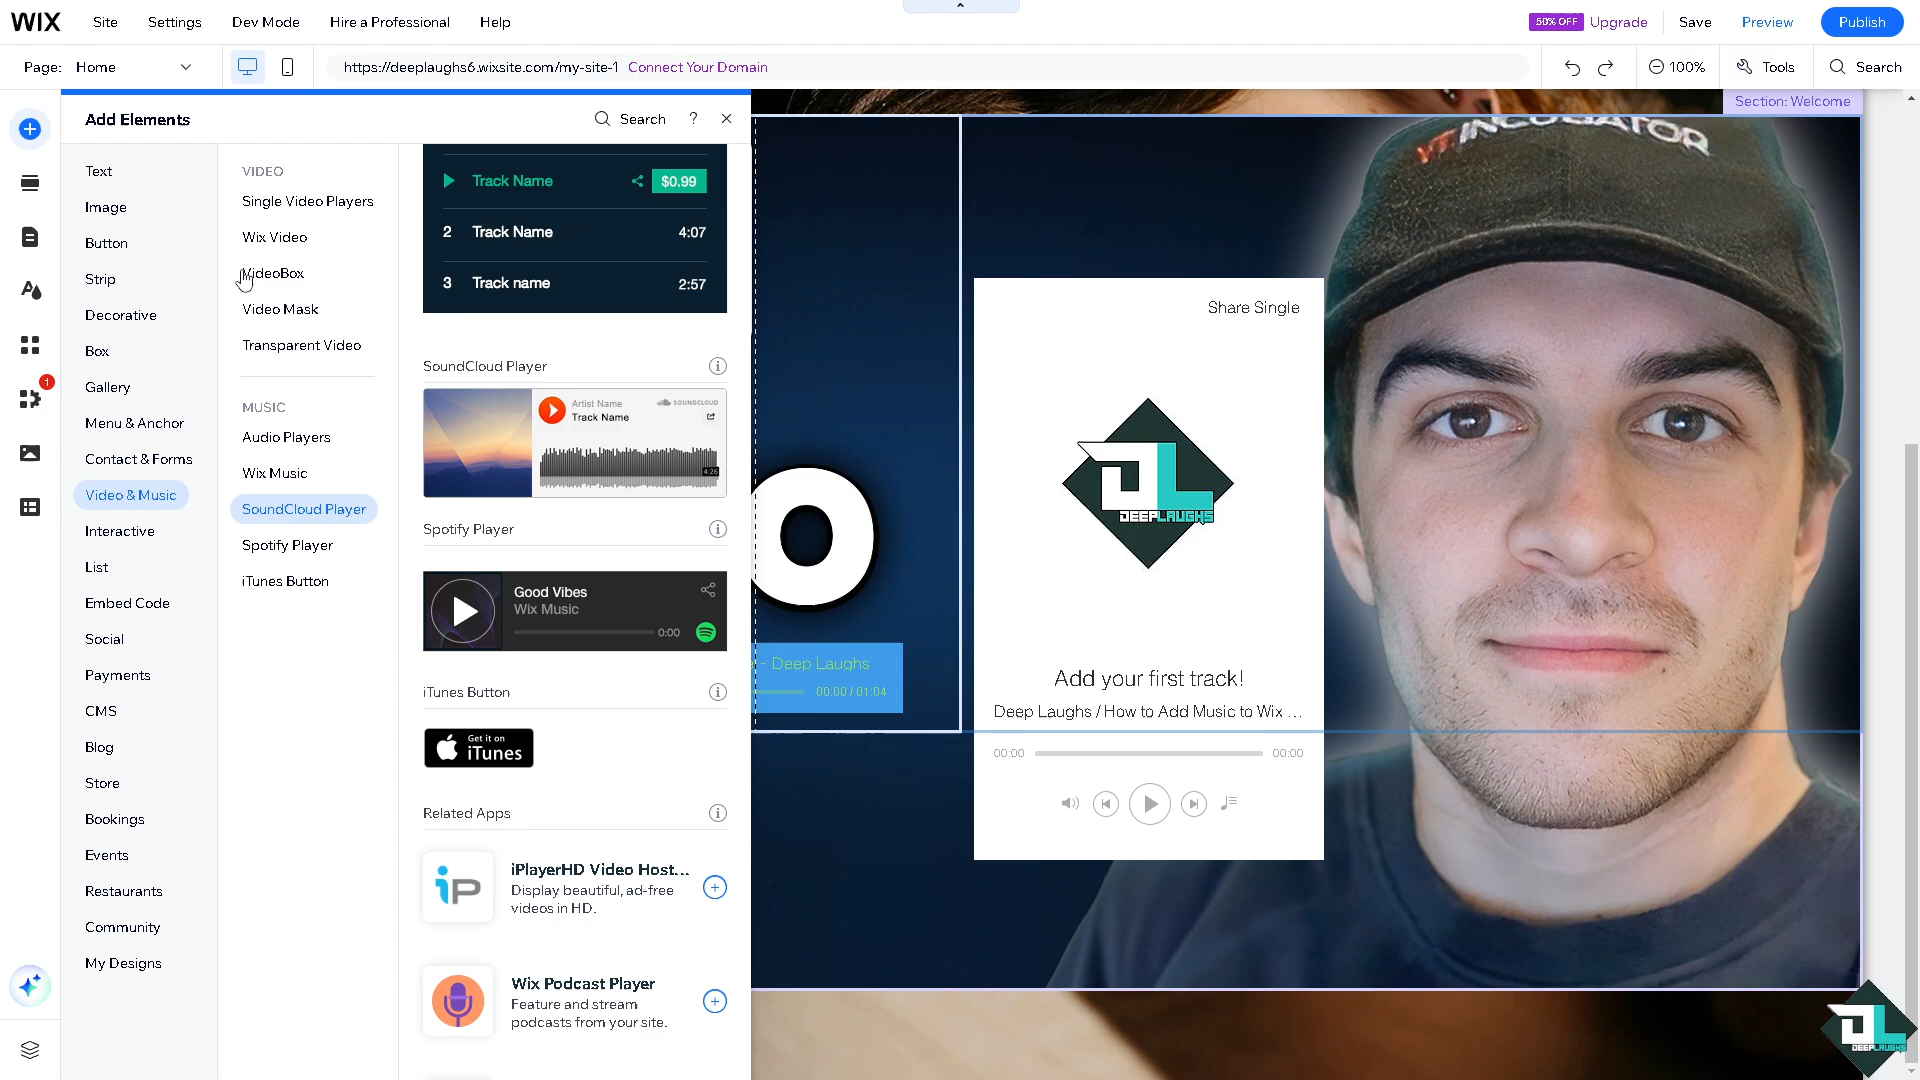 WIX Site Settings Dev Mode Hire a Professional Help 50% OFF Upgrade Save Preview Publish
Page: Home https://deeplaughs6.wixsite.com/my-site-1 Connect Your Domain 100% Tools Search
Add Elements Search ? 
Section: Welcome
Text
Image
Button
Strip
Decorative
Box
Gallery
Menu & Anchor
Contact & Forms
Video & Music
Interactive
List
Embed Code
Social
Payments
CMS
Blog
Store
Bookings
Events
Restaurants
Community
My Designs
1
VIDEO
Single Video Players
Wix Video
VideoBox
Video Mask
Transparent Video
MUSIC
Audio Players
Wix Music
SoundCloud Player
Spotify Player
iTunes Button
Track Name $0.99
2 Track Name 4:07
3 Track name 2:57
SoundCloud Player
Artist Name SOUNDCLOUD
Track Name
4:26
Spotify Player
Good Vibes
Wix Music
0:00
iTunes Button
Get it on
iTunes
Related Apps
iP
iPlayerHD Video Host...
Display beautiful, ad-free
videos in HD.
Wix Podcast Player
Feature and stream
podcasts from your site.
O
- Deep Laughs
00:00 / 01:04
Share Single
DL
DEEPLAUGHS
Add your first track!
Deep Laughs / How to Add Music to Wix ...
00:00 00:00
DL
DEEPLAUGHS